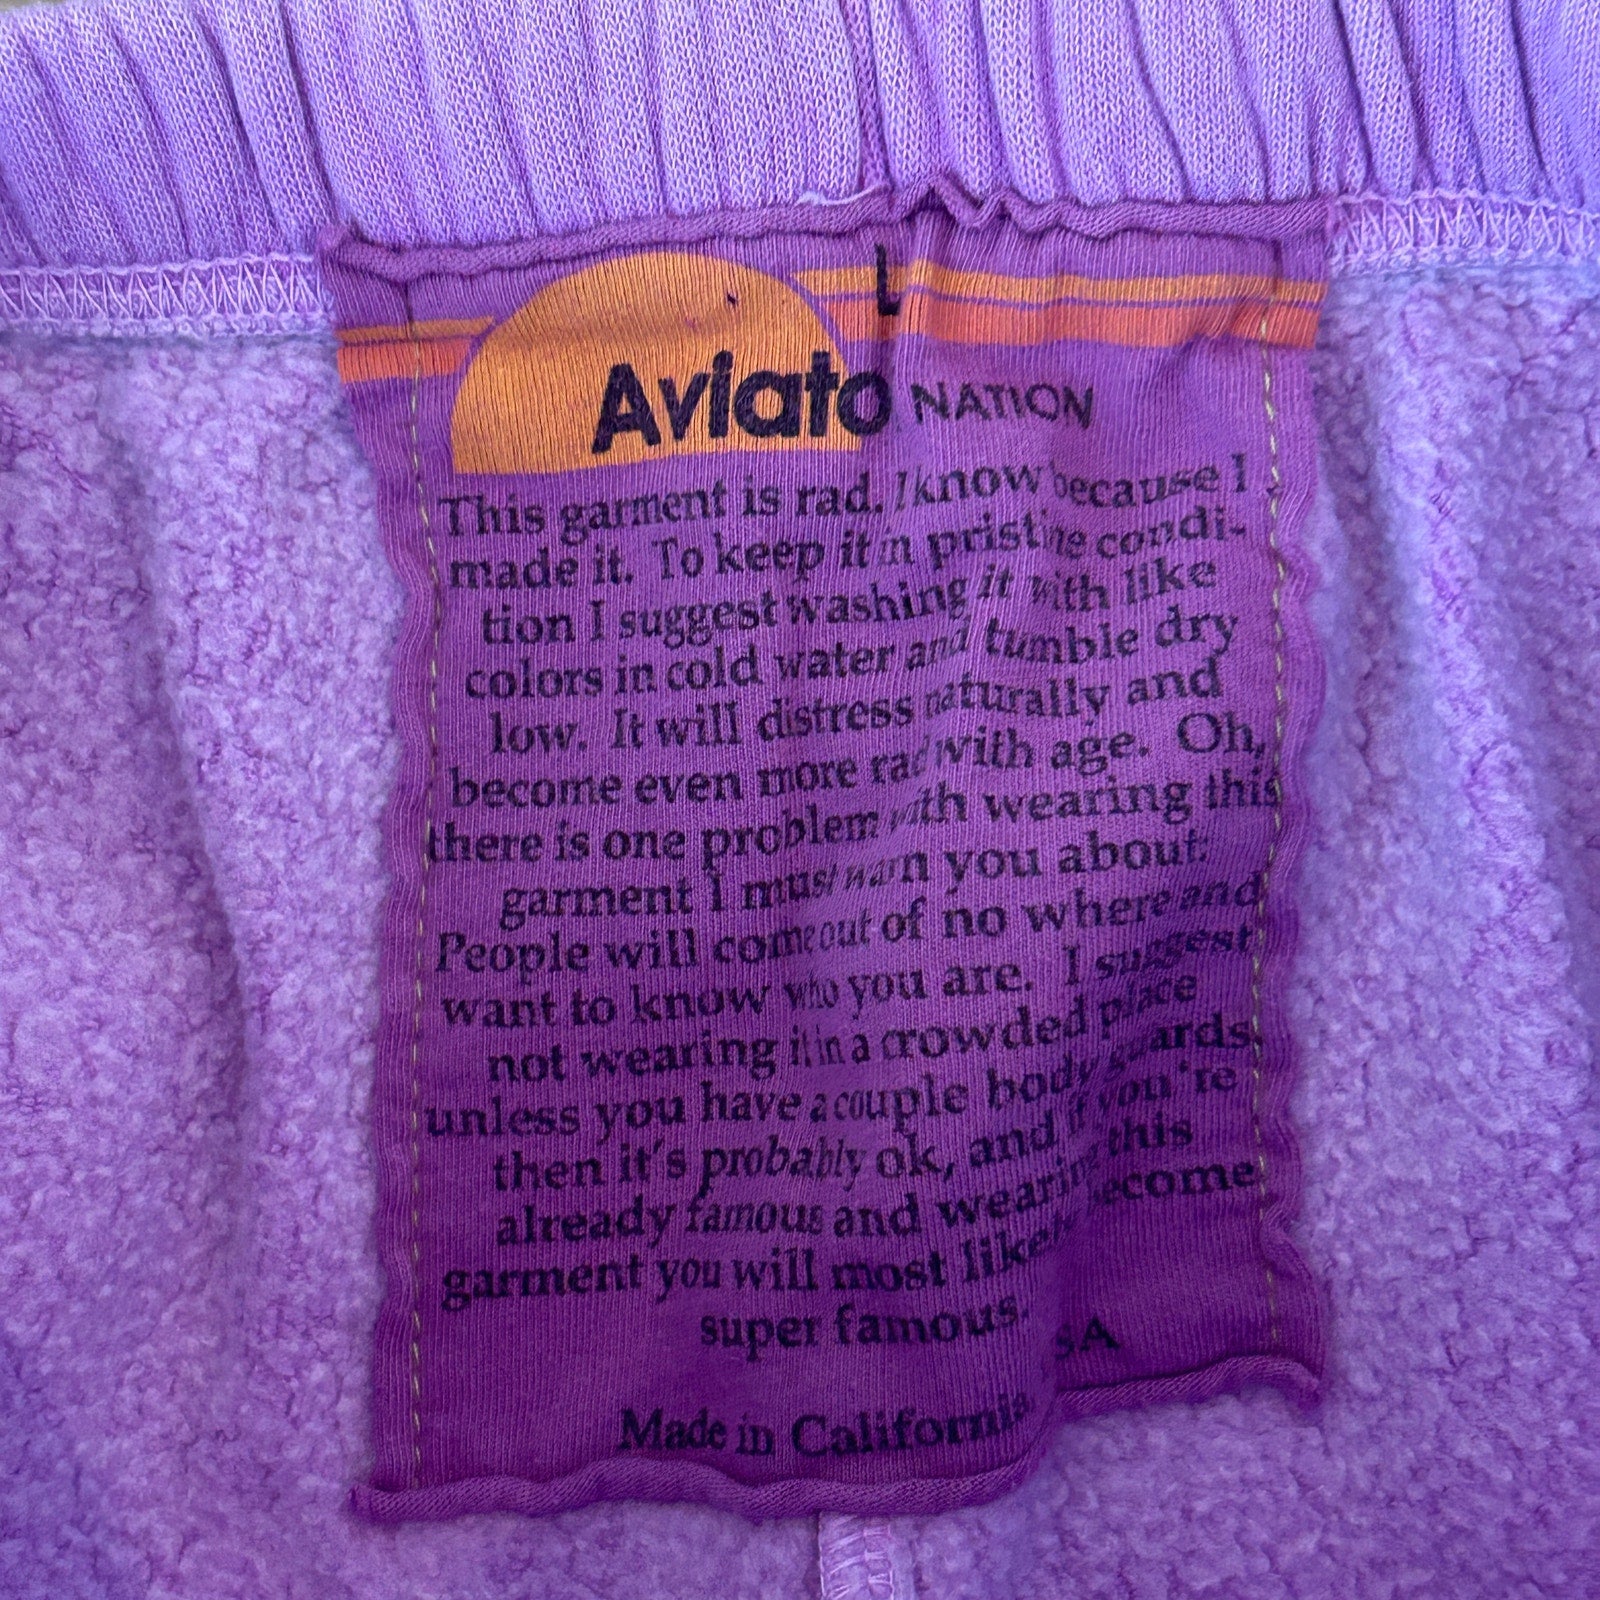 L
Aviato NATION
This garment is rad. I know because I
made it. To keep it in pristine condi-
tion I suggest washing it with like
colors in cold water and tumble dry
low. It will distress naturally and
become even more rad with age. Oh,
there is one problem with wearing this
garment I must warn you about:
People will come out of no where and
want to know who you are. I suggest
not wearing it in a crowded place
unless you have a couple body guards,
then it's probably ok, and if you're
already famous and wearing this
garment you will most likely become
super famous.
Made in California SA